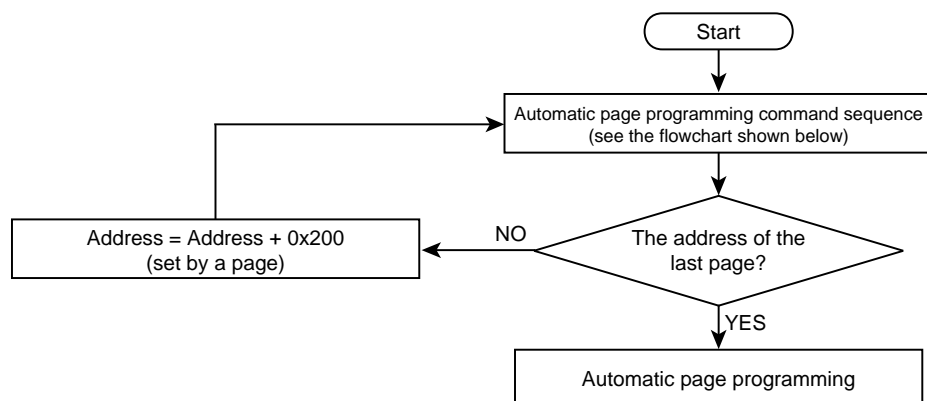 Start
Automatic page programming command sequence
(see the flowchart shown below)
Address = Address + 0x200
(set by a page)
NO
The address of the
last page?
YES
Automatic page programming